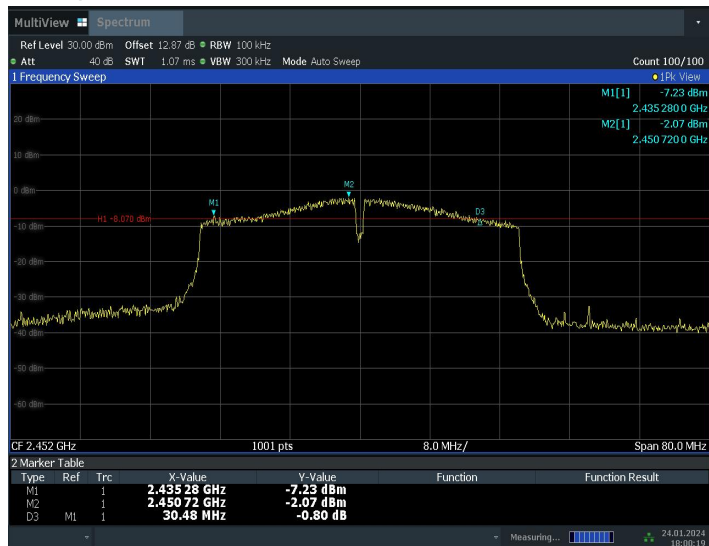 MultiView Spectrum
Ref Level 30.00 dBm Offset 12.87 dB RBW 100 kHz
Att 40 dB SWT 1.07 ms VBW 300 kHz Mode Auto Sweep Count 100/100
1 Frequency Sweep 1Pk View
M1[1] -7.23 dBm
2.435 280 0 GHz
M2[1] -2.07 dBm
2.450 720 0 GHz
20 dBm
10 dBm
0 dBm
M2
M1
D3
H1 -8.070 dBm
-10 dBm
-20 dBm
-30 dBm
-40 dBm
-50 dBm
-60 dBm
CF 2.452 GHz 1001 pts 8.0 MHz/ Span 80.0 MHz
2 Marker Table
Type Ref Trc X-Value Y-Value Function Function Result
M1 1 2.435 28 GHz -7.23 dBm
M2 1 2.450 72 GHz -2.07 dBm
D3 M1 1 30.48 MHz -0.80 dB
Measuring... 24.01.2024
18:00:19